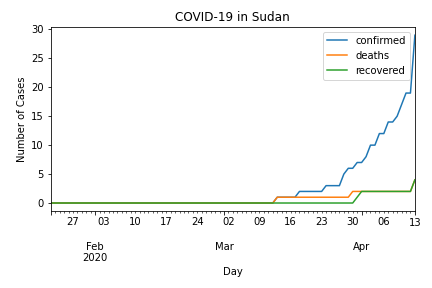 COVID-19 in Sudan
confirmed
deaths
recovered
Number of Cases
30
25
20
15
10
5
0
27 03 10 17 24 02 09 16 23 30 06 13
Feb Mar Apr
2020
Day